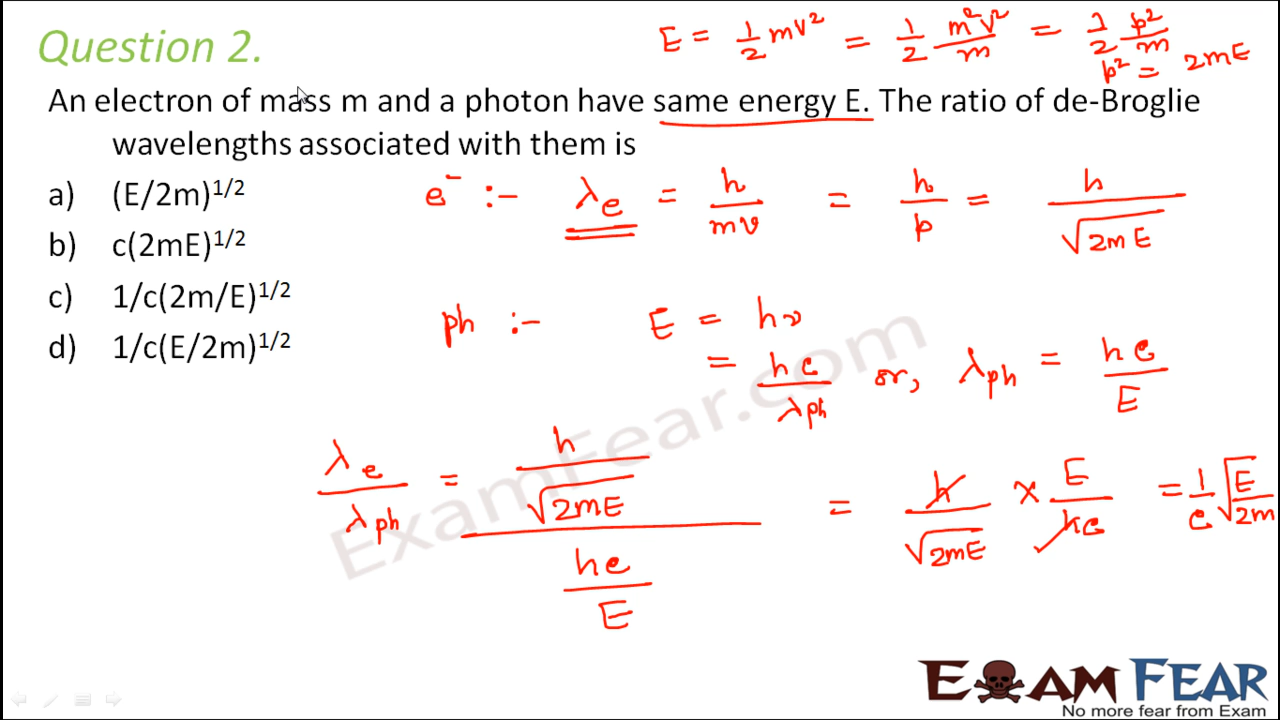 Question 2.
E = 1/2 mv² = 1/2 m²v²/m = 1/2 p²/m
p² = 2mE
An electron of mass m and a photon have same energy E. The ratio of de-Broglie
wavelengths associated with them is
a) (E/2m)^1/2
b) c(2mE)^1/2
c) 1/c(2m/E)^1/2
d) 1/c(E/2m)^1/2
e⁻ :- λe = h/mv = h/p = h/√2mE
ph :- E = hν
= hc/λph or, λph = hc/E
λe/λph = h/√2mE / hc/E = h/√2mE × E/hc = 1/c √E/2m
ExamFear.com
EXAM FEAR
No more fear from Exam